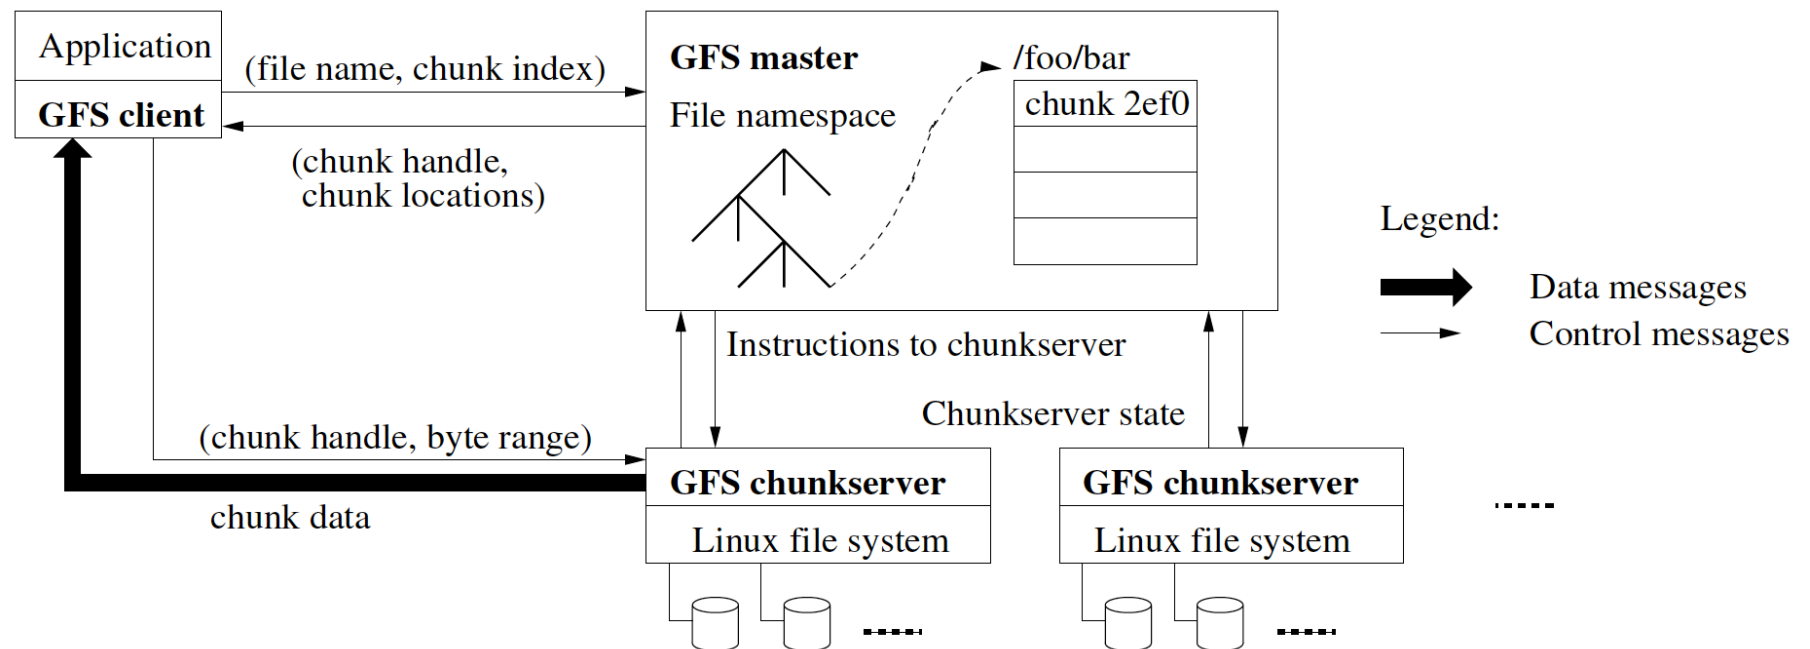 Application
GFS client
(file name, chunk index)
(chunk handle,
chunk locations)
GFS master
File namespace
/foo/bar
chunk 2ef0
Legend:
Data messages
Control messages
Instructions to chunkserver
Chunkserver state
(chunk handle, byte range)
chunk data
GFS chunkserver
Linux file system
GFS chunkserver
Linux file system